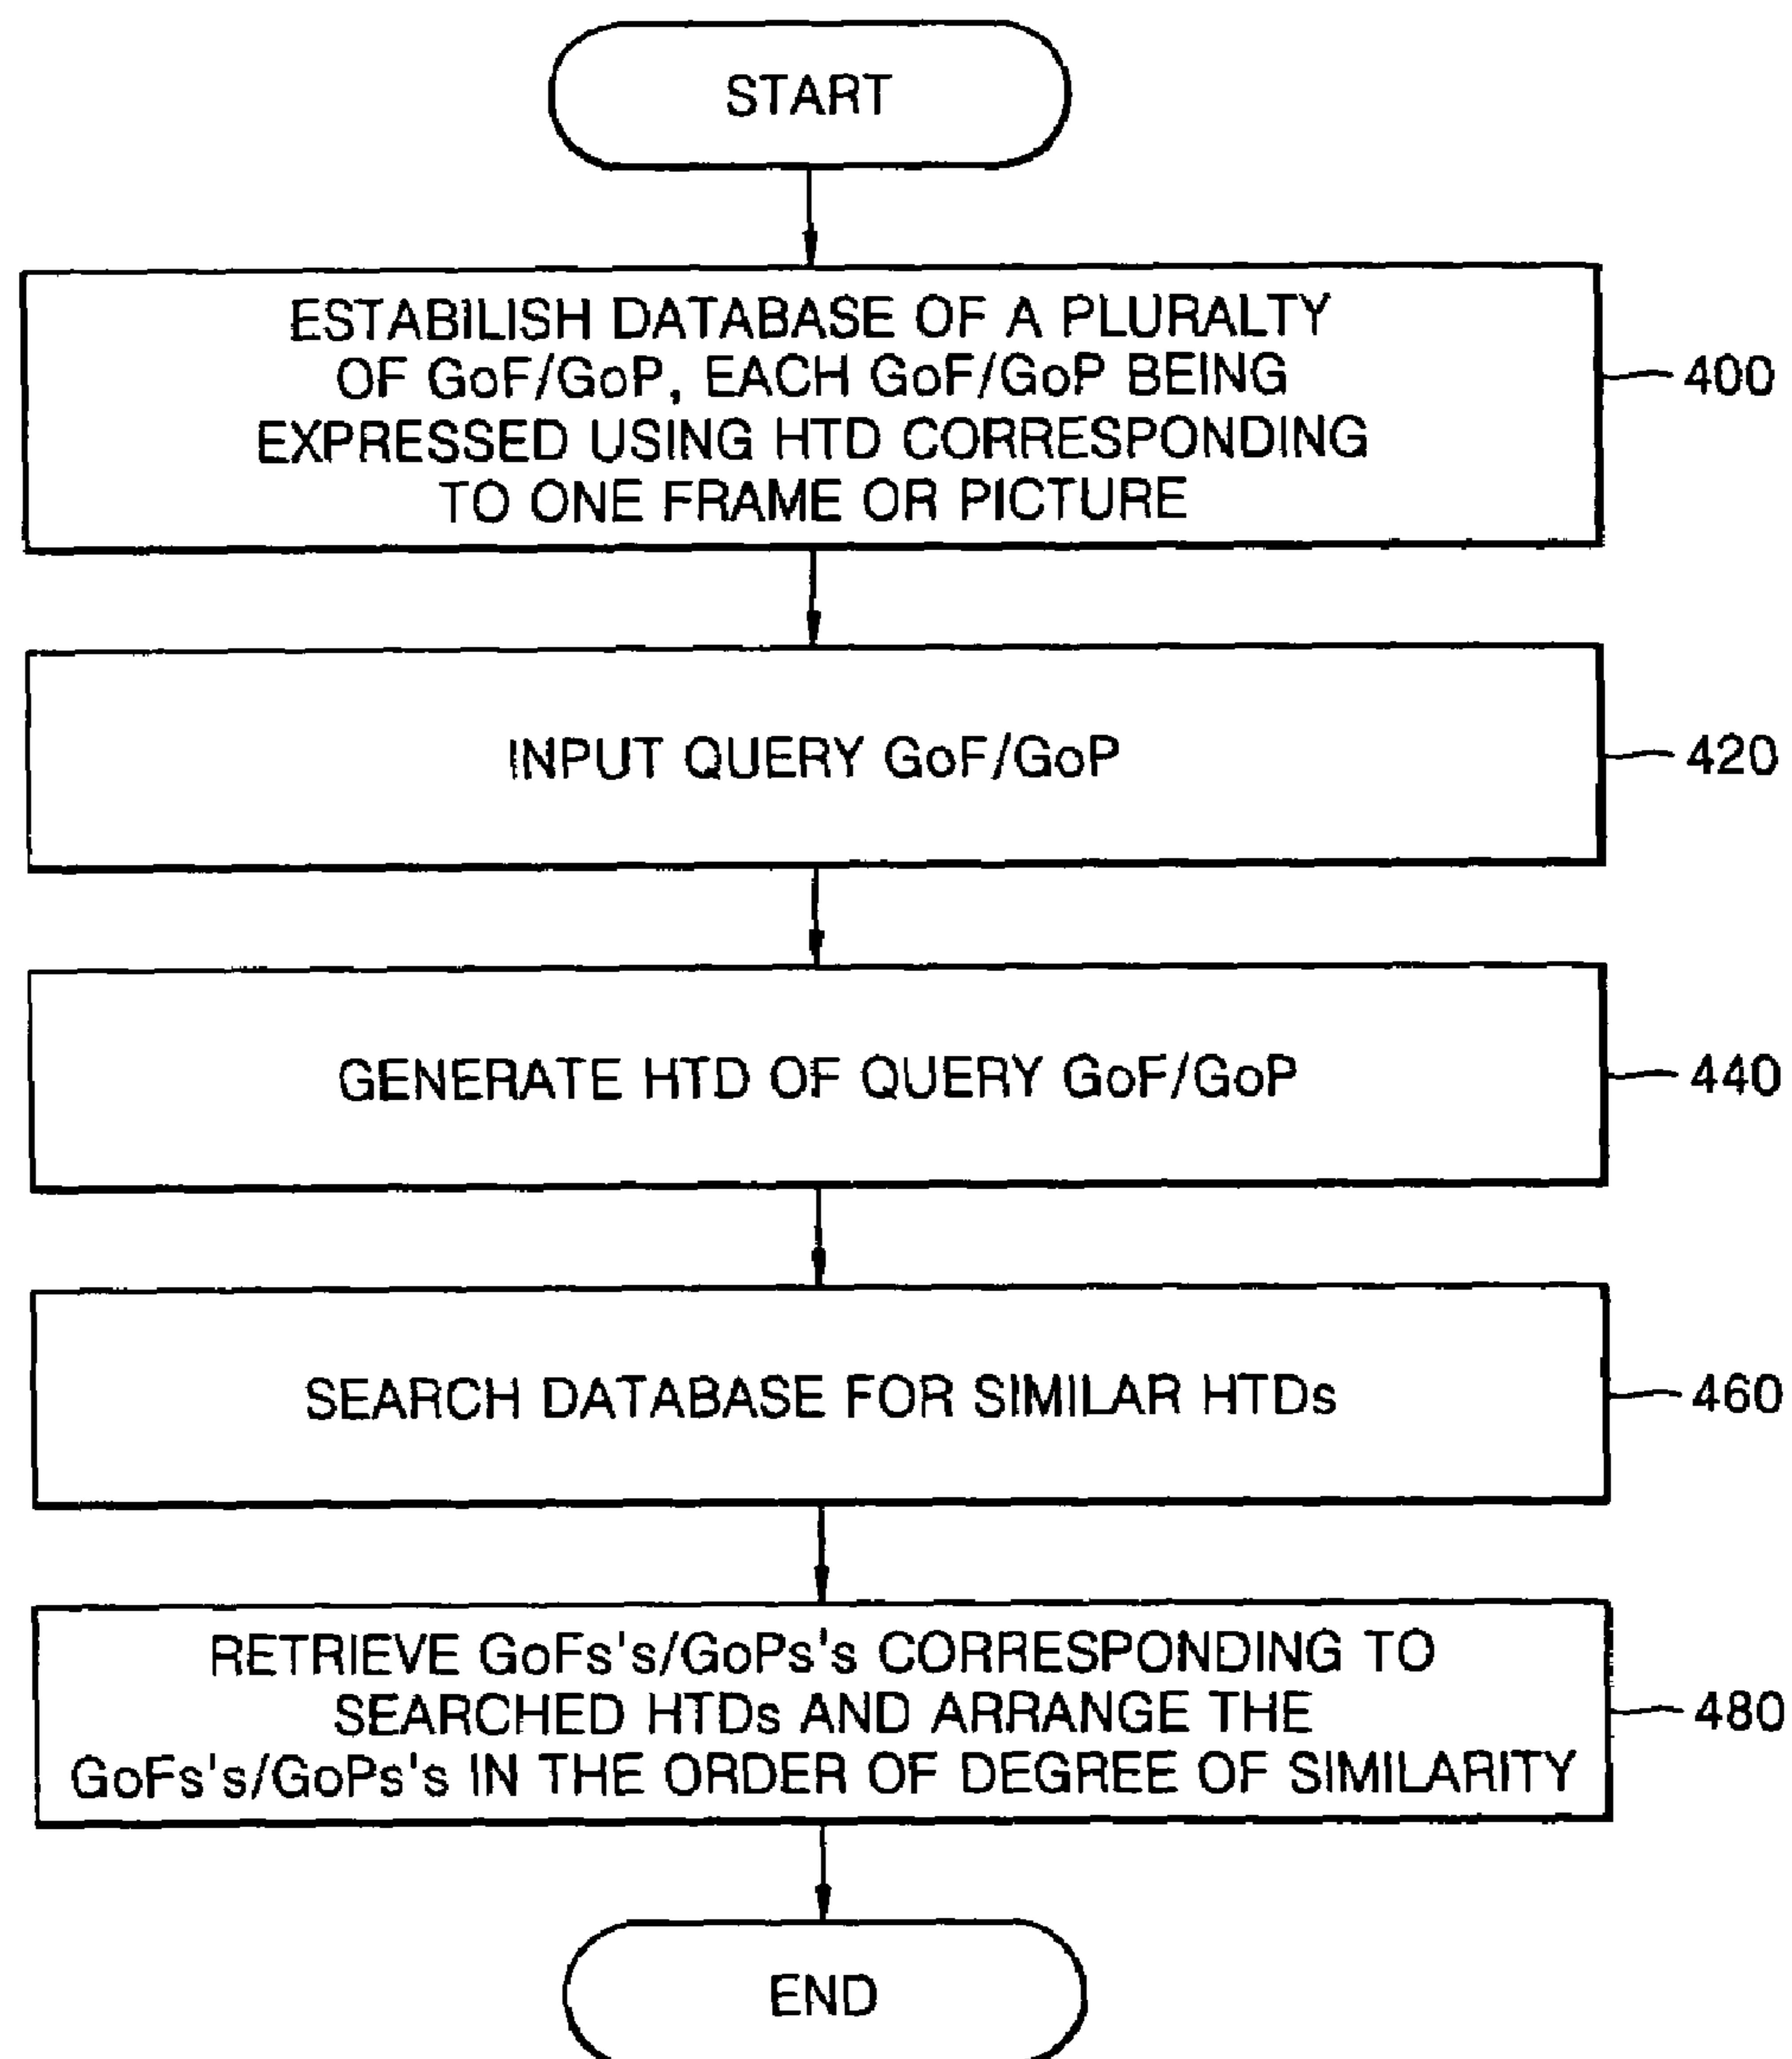 START
ESTABILISH DATABASE OF A PLURALTY
OF GoF/GoP, EACH GoF/GoP BEING
EXPRESSED USING HTD CORRESPONDING
TO ONE FRAME OR PICTURE
400
INPUT QUERY GoF/GoP
420
GENERATE HTD OF QUERY GoF/GoP
440
SEARCH DATABASE FOR SIMILAR HTDs
460
RETRIEVE GoFs's/GoPs's CORRESPONDING TO
SEARCHED HTDs AND ARRANGE THE
GoFs's/GoPs's IN THE ORDER OF DEGREE OF SIMILARITY
480
END